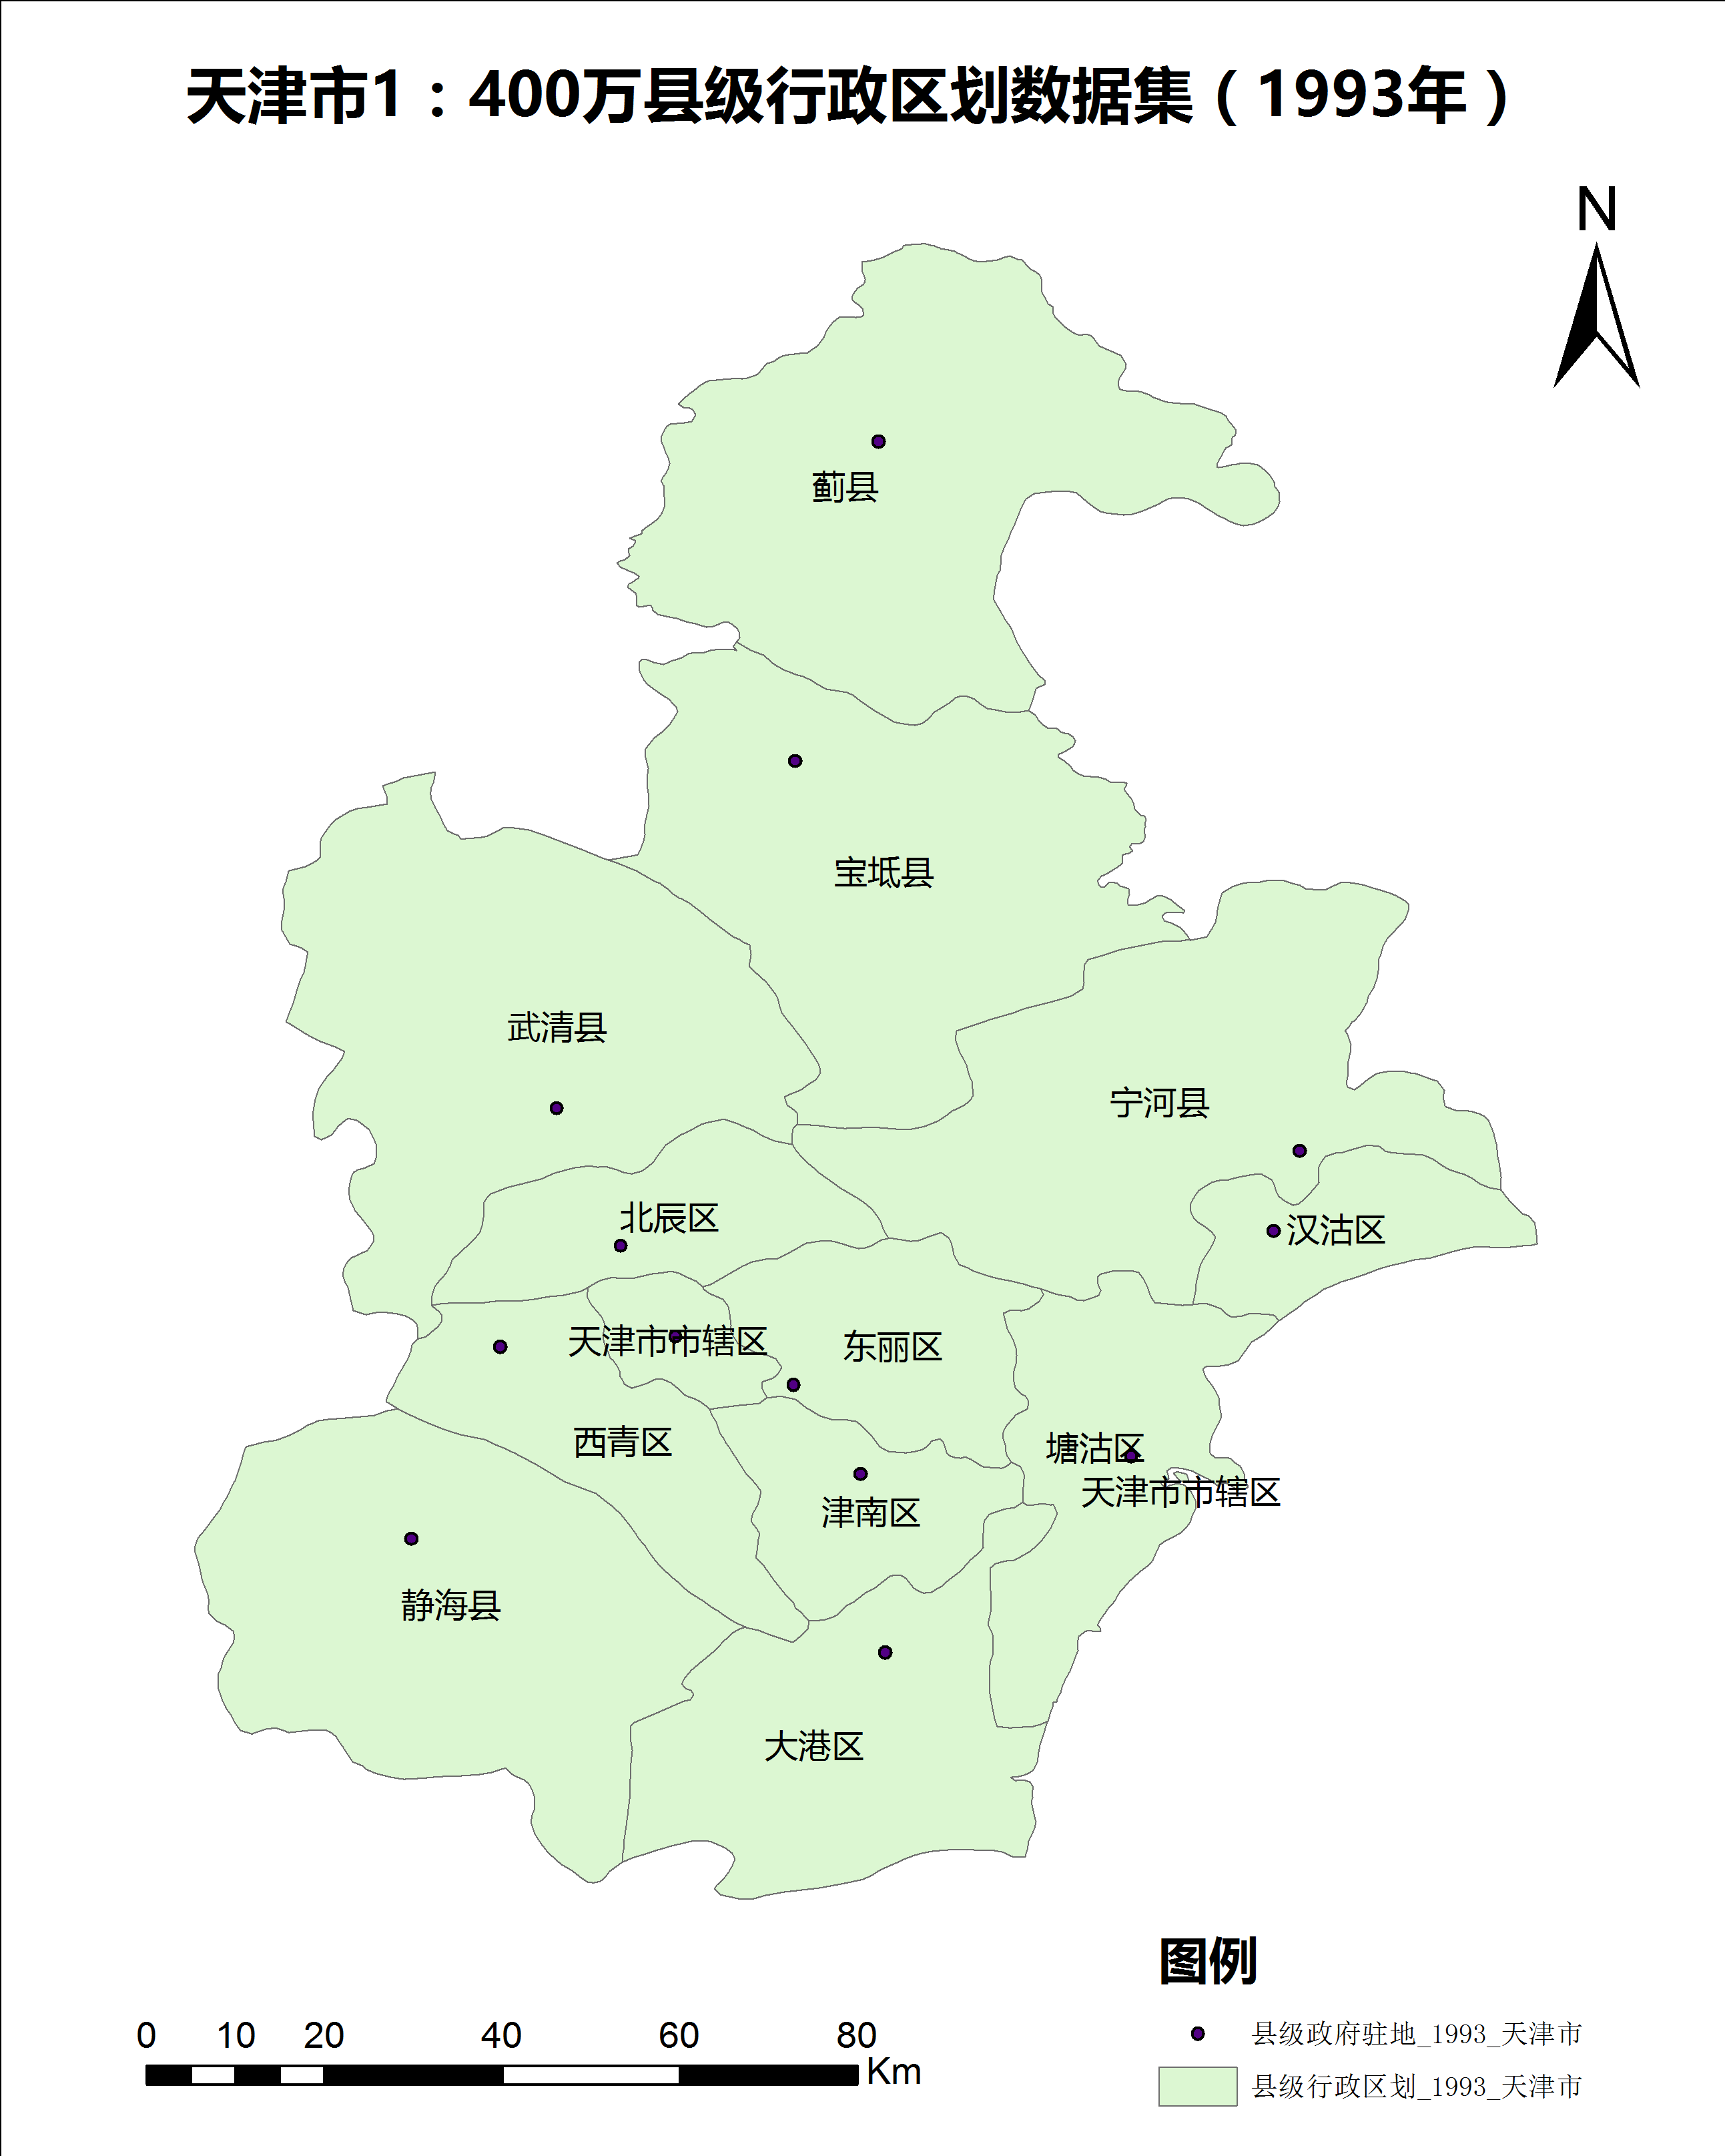 天津市1：400万县级行政区划数据集（1993年）
N
蓟县
宝坻县
武清县
宁河县
北辰区
汉沽区
天津市市辖区
东丽区
西青区
塘沽区
天津市市辖区
津南区
静海县
大港区
图例
县级政府驻地_1993_天津市
县级行政区划_1993_天津市
0 10 20 40 60 80
Km